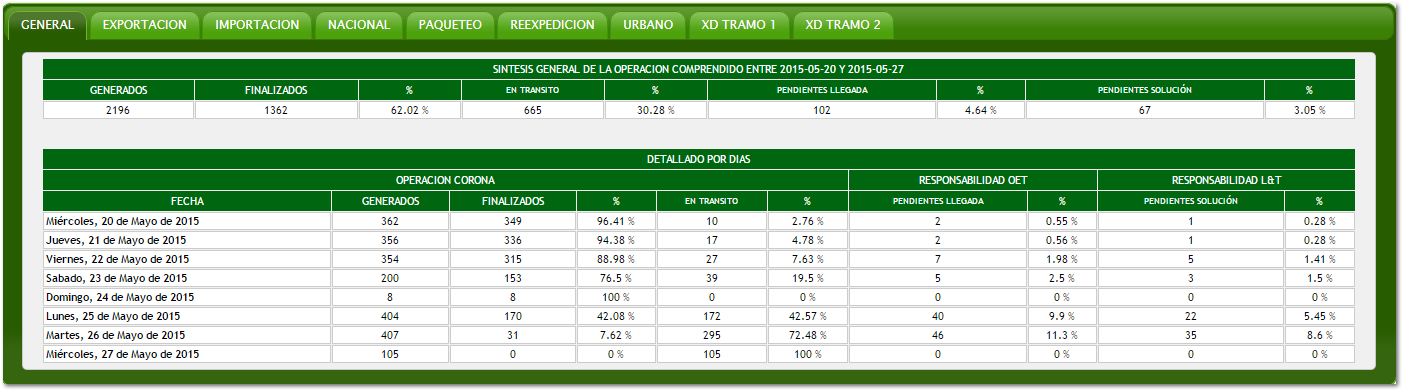 GENERAL EXPORTACION IMPORTACION NACIONAL PAQUETEO REEXPEDICION URBANO XD TRAMO 1 XD TRAMO 2
SINTESIS GENERAL DE LA OPERACION COMPRENDIDO ENTRE 2015-05-20 Y 2015-05-27
GENERADOS FINALIZADOS % EN TRANSITO % PENDIENTES LLEGADA % PENDIENTES SOLUCIÓN %
2196 1362 62.02 % 665 30.28 % 102 4.64 % 67 3.05 %
DETALLADO POR DIAS
OPERACION CORONA RESPONSABILIDAD OET RESPONSABILIDAD L&T
FECHA GENERADOS FINALIZADOS % EN TRANSITO % PENDIENTES LLEGADA % PENDIENTES SOLUCIÓN %
Miércoles, 20 de Mayo de 2015 362 349 96.41 % 10 2.76 % 2 0.55 % 1 0.28 %
Jueves, 21 de Mayo de 2015 356 336 94.38 % 17 4.78 % 2 0.56 % 1 0.28 %
Viernes, 22 de Mayo de 2015 354 315 88.98 % 27 7.63 % 7 1.98 % 5 1.41 %
Sabado, 23 de Mayo de 2015 200 153 76.5 % 39 19.5 % 5 2.5 % 3 1.5 %
Domingo, 24 de Mayo de 2015 8 8 100 % 0 0 % 0 0 % 0 0 %
Lunes, 25 de Mayo de 2015 404 170 42.08 % 172 42.57 % 40 9.9 % 22 5.45 %
Martes, 26 de Mayo de 2015 407 31 7.62 % 295 72.48 % 46 11.3 % 35 8.6 %
Miércoles, 27 de Mayo de 2015 105 0 0 % 105 100 % 0 0 % 0 0 %